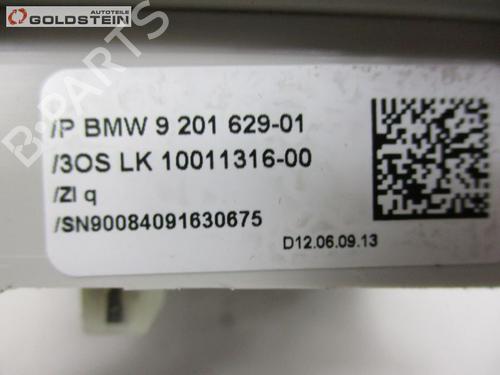 Autoteile
GOLDSTEIN
B-PARTS
/P BMW 9 201 629-01
/3OS LK 10011316-00
/ZI q
/SN90084091630675
D12.06.09.13